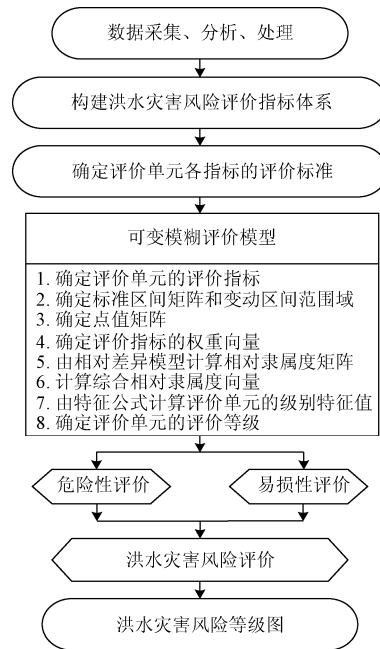 数据采集、分析、处理
构建洪水灾害风险评价指标体系
确定评价单元各指标的评价标准
可变模糊评价模型
1. 确定评价单元的评价指标
2. 确定标准区间矩阵和变动区间范围域
3. 确定点值矩阵
4. 确定评价指标的权重向量
5. 由相对差异模型计算相对隶属度矩阵
6. 计算综合相对隶属度向量
7. 由特征公式计算评价单元的级别特征值
8. 确定评价单元的评价等级
危险性评价
易损性评价
洪水灾害风险评价
洪水灾害风险等级图